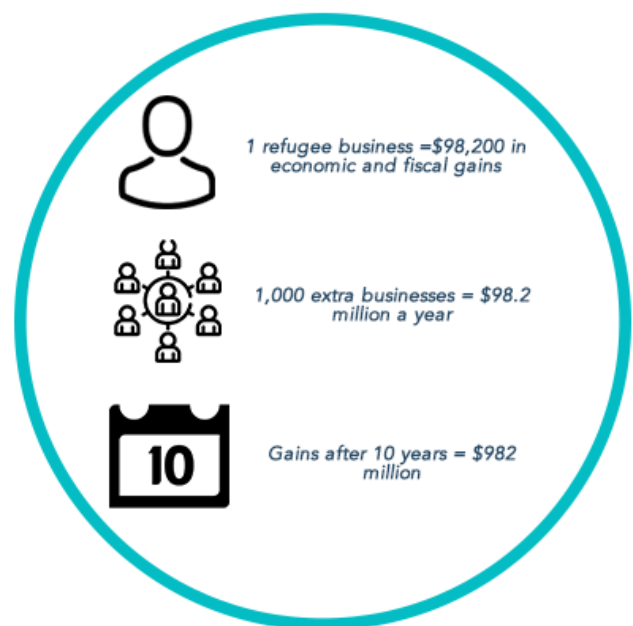 1 refugee business =$98,200 in
economic and fiscal gains
1,000 extra businesses = $98.2
million a year
10
Gains after 10 years = $982
million